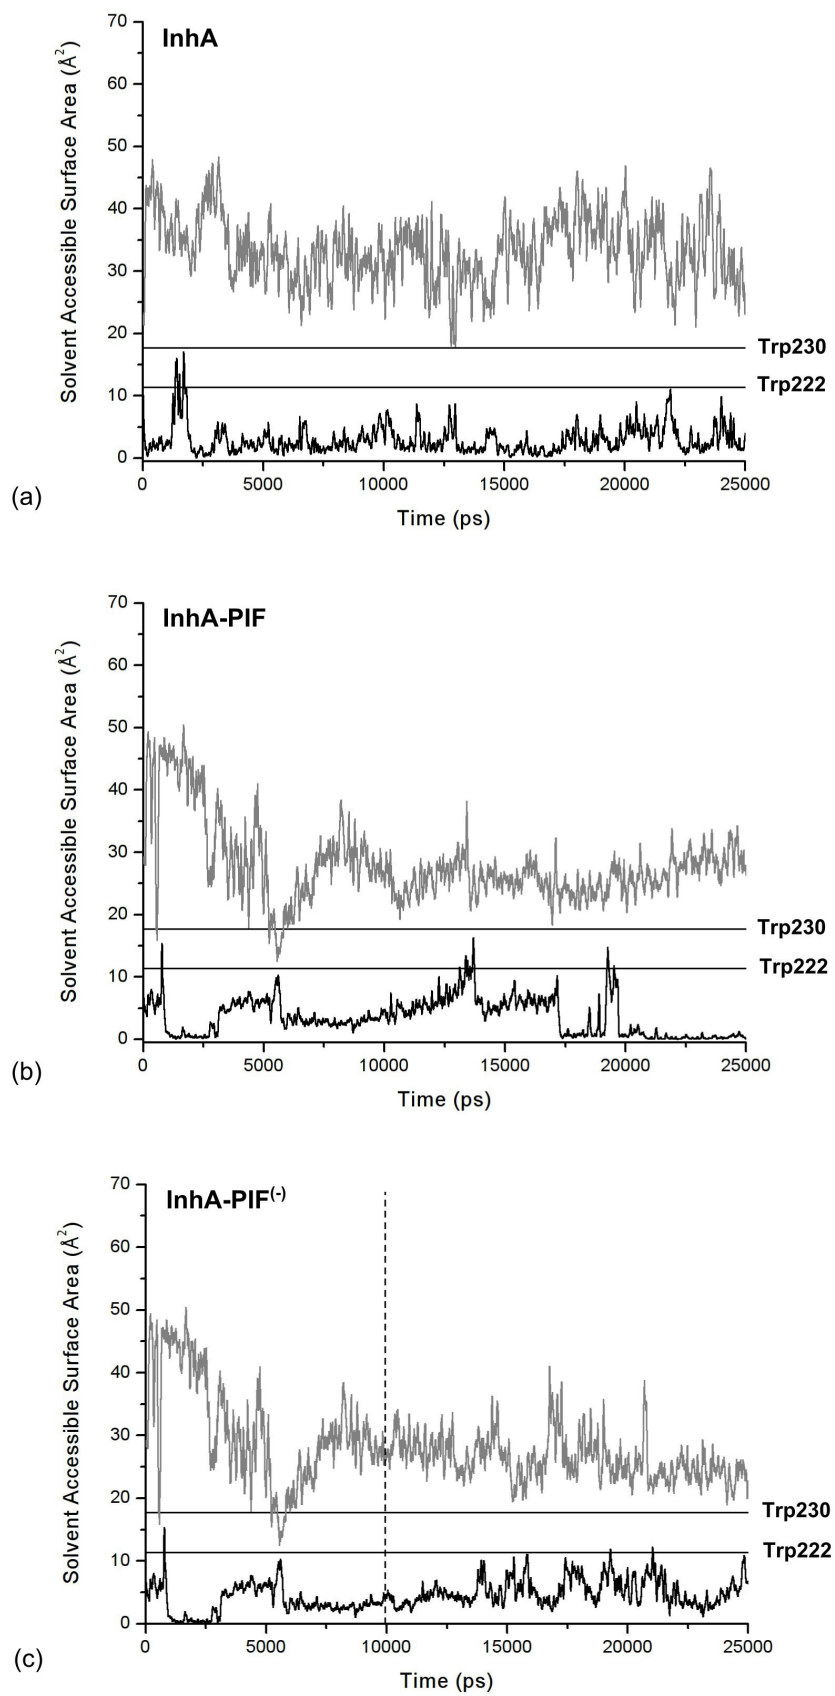 InhA
Solvent Accessible Surface Area (Å²)
70
60
50
40
30
20
10
0
Trp230
Trp222
0 5000 10000 15000 20000 25000
Time (ps)
(a)
InhA-PIF
Solvent Accessible Surface Area (Å²)
70
60
50
40
30
20
10
0
Trp230
Trp222
0 5000 10000 15000 20000 25000
Time (ps)
(b)
InhA-PIF(-)
Solvent Accessible Surface Area (Å²)
70
60
50
40
30
20
10
0
Trp230
Trp222
0 5000 10000 15000 20000 25000
Time (ps)
(c)